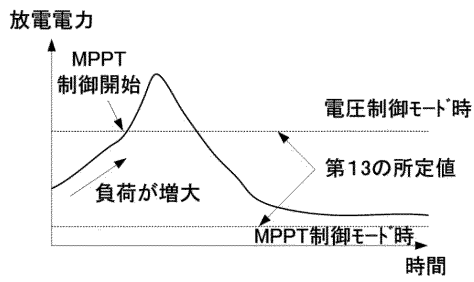 放電電力
MPPT
制御開始
電圧制御モード時
第13の所定値
負荷が増大
MPPT制御モード時
時間